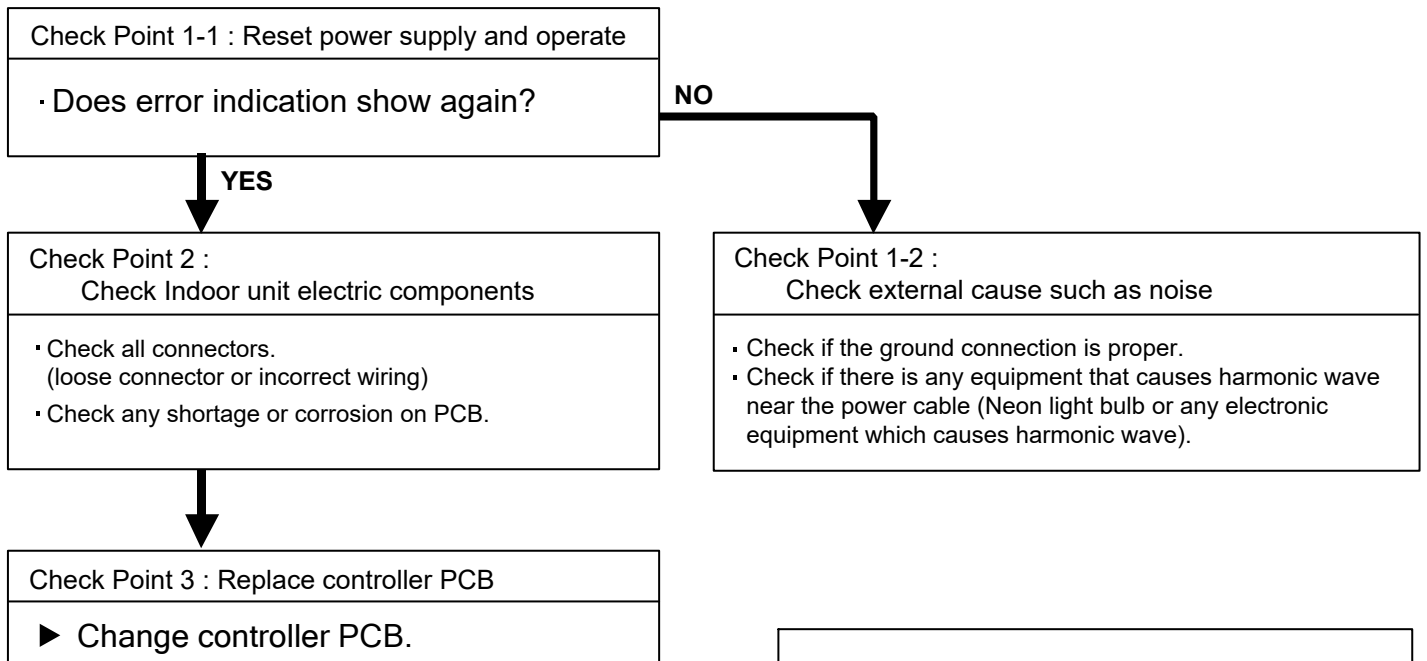 Check Point 1-1 : Reset power supply and operate
· Does error indication show again?
NO
YES
Check Point 2 :
Check Indoor unit electric components
· Check all connectors.
(loose connector or incorrect wiring)
· Check any shortage or corrosion on PCB.
Check Point 1-2 :
Check external cause such as noise
· Check if the ground connection is proper.
· Check if there is any equipment that causes harmonic wave
near the power cable (Neon light bulb or any electronic
equipment which causes harmonic wave).
Check Point 3 : Replace controller PCB
▶ Change controller PCB.